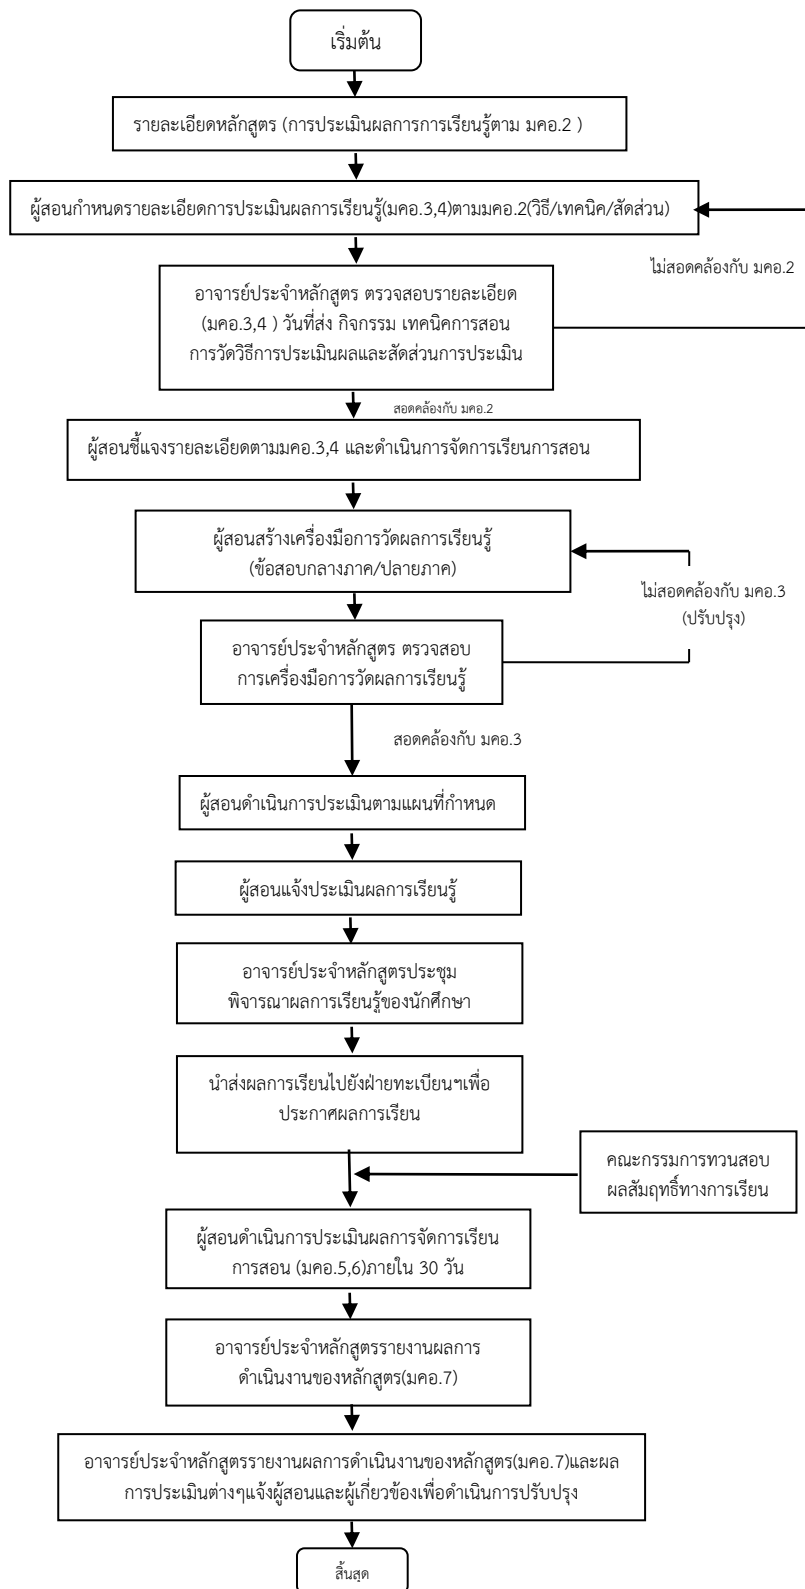 เริ่มต้น
รายละเอียดหลักสูตร (การประเมินผลการการเรียนรู้ตาม มคอ.2 )
ผู้สอนกำหนดรายละเอียดการประเมินผลการเรียนรู้(มคอ.3,4)ตามมคอ.2(วิธี/เทคนิค/สัดส่วน)
ไม่สอดคล้องกับ มคอ.2
อาจารย์ประจำหลักสูตร ตรวจสอบรายละเอียด
(มคอ.3,4 ) วันที่ส่ง กิจกรรม เทคนิคการสอน
การวัดวิธีการประเมินผลและสัดส่วนการประเมิน
สอดคล้องกับ มคอ.2
ผู้สอนชี้แจงรายละเอียดตามมคอ.3,4 และดำเนินการจัดการเรียนการสอน
ผู้สอนสร้างเครื่องมือการวัดผลการเรียนรู้
(ข้อสอบกลางภาค/ปลายภาค)
ไม่สอดคล้องกับ มคอ.3
(ปรับปรุง)
อาจารย์ประจำหลักสูตร ตรวจสอบ
การเครื่องมือการวัดผลการเรียนรู้
สอดคล้องกับ มคอ.3
ผู้สอนดำเนินการประเมินตามแผนที่กำหนด
ผู้สอนแจ้งประเมินผลการเรียนรู้
อาจารย์ประจำหลักสูตรประชุม
พิจารณาผลการเรียนรู้ของนักศึกษา
นำส่งผลการเรียนไปยังฝ่ายทะเบียนฯเพื่อ
ประกาศผลการเรียน
คณะกรรมการทวนสอบ
ผลสัมฤทธิ์ทางการเรียน
ผู้สอนดำเนินการประเมินผลการจัดการเรียน
การสอน (มคอ.5,6)ภายใน 30 วัน
อาจารย์ประจำหลักสูตรรายงานผลการ
ดำเนินงานของหลักสูตร(มคอ.7)
อาจารย์ประจำหลักสูตรรายงานผลการดำเนินงานของหลักสูตร(มคอ.7)และผล
การประเมินต่างๆแจ้งผู้สอนและผู้เกี่ยวข้องเพื่อดำเนินการปรับปรุง
สิ้นสุด